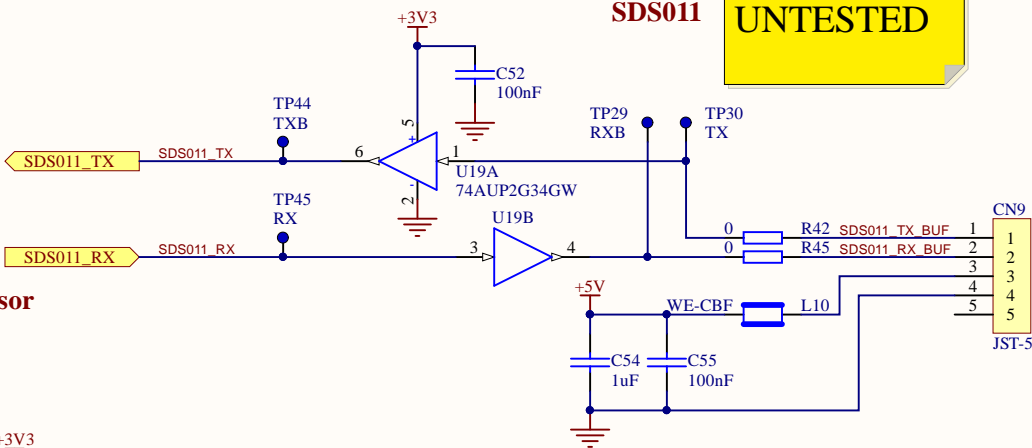 SDS011
UNTESTED
+3V3
C52
100nF
TP44
TXB
TP29
RXB
TP30
TX
5
+
SDS011_TX
SDS011_TX
6
1
U19A
74AUP2G34GW
-
2
TP45
RX
U19B
SDS011_RX
SDS011_RX
3
4
0
R42
SDS011_TX_BUF
0
R45
SDS011_RX_BUF
CN9
1
2
3
4
5
1
2
3
4
5
JST-5
sor
+5V
WE-CBF
L10
C54
1uF
C55
100nF
+3V3